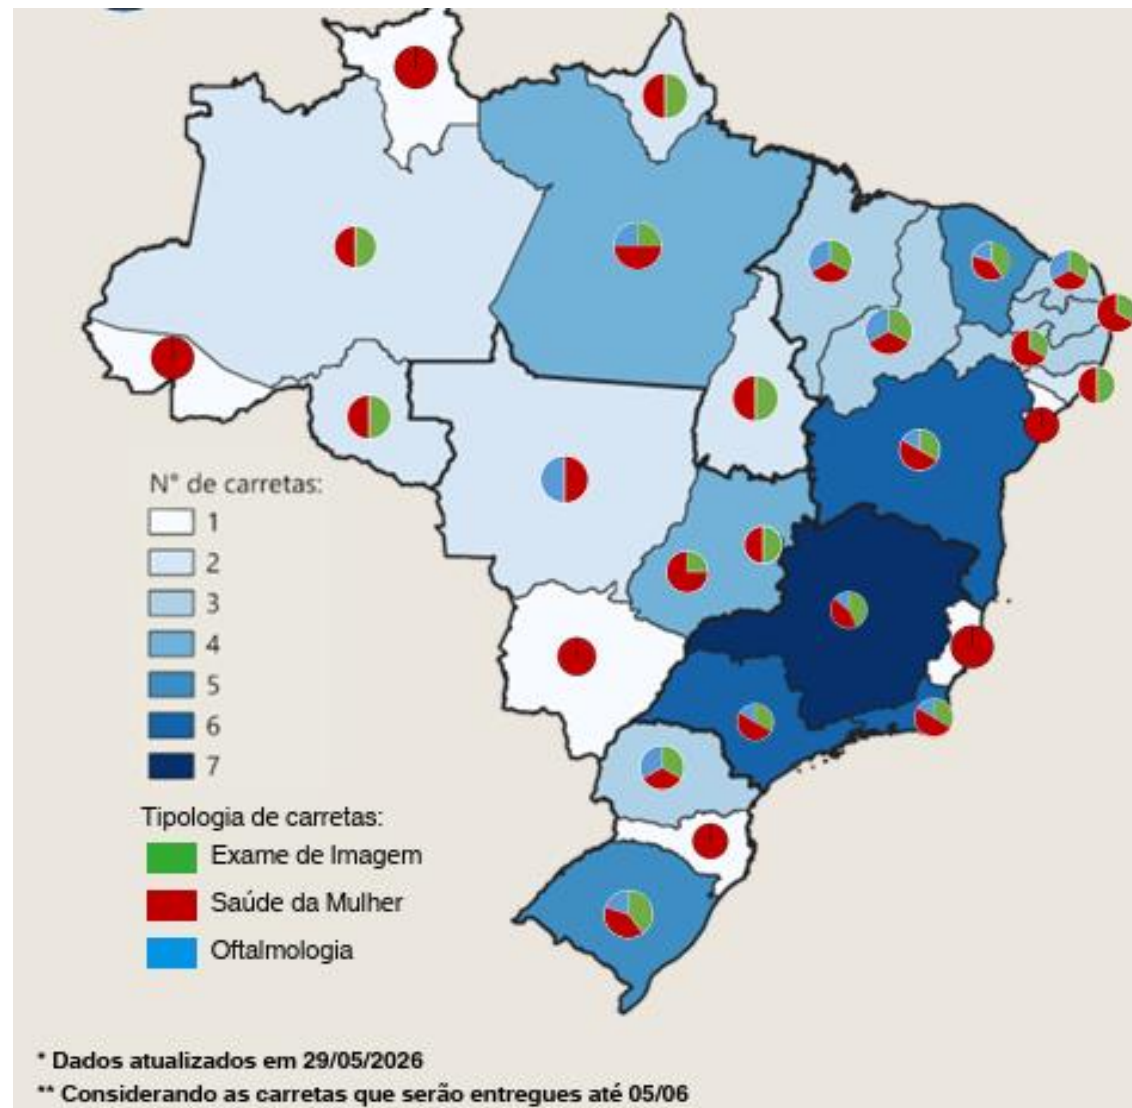 N° de carretas:
1
2
3
4
5
6
7
Tipologia de carretas:
Exame de Imagem
Saúde da Mulher
Oftalmologia
* Dados atualizados em 29/05/2026
** Considerando as carretas que serão entregues até 05/06